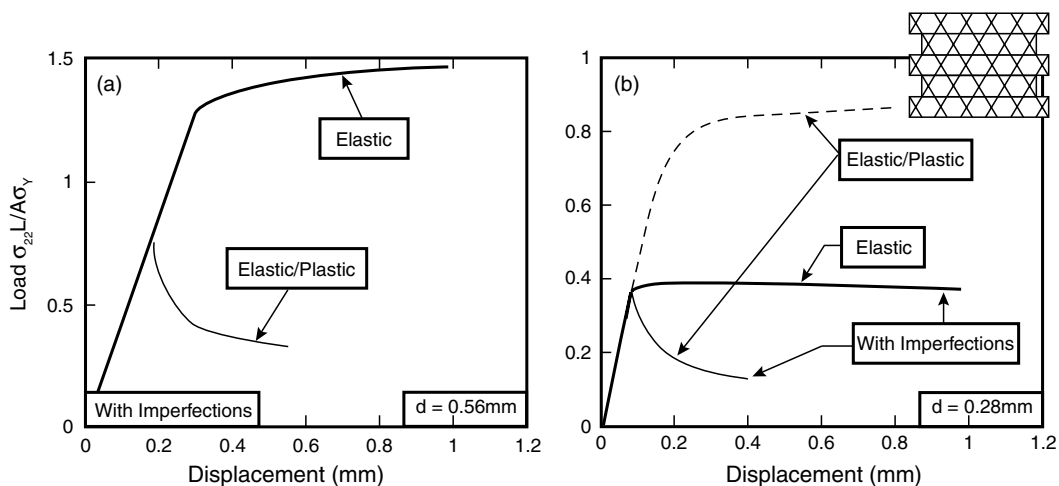 (a)
1.5
1
0.5
0
0
0.2
0.4
0.6
0.8
1
1.2
Load σ22L/AσY
Displacement (mm)
Elastic
Elastic/Plastic
With Imperfections
d = 0.56mm
(b)
1
0.8
0.6
0.4
0.2
0
0
0.2
0.4
0.6
0.8
1
1.2
Displacement (mm)
Elastic/Plastic
Elastic
With Imperfections
d = 0.28mm